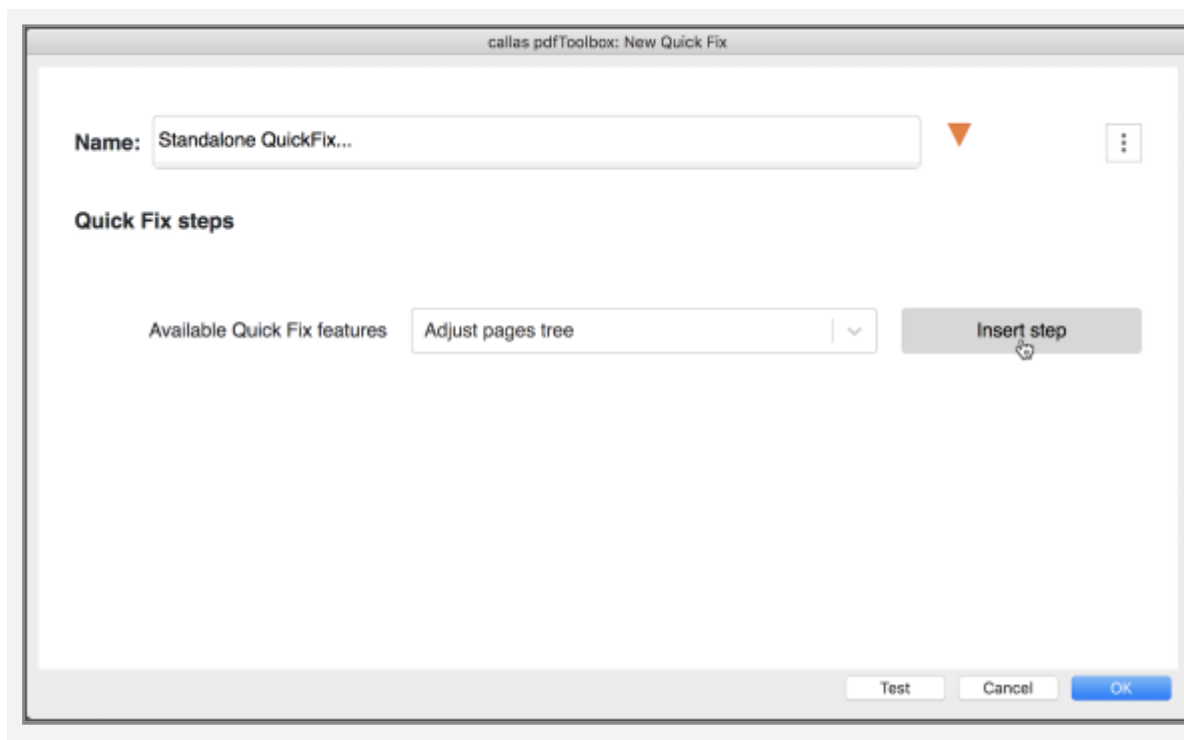 callas pdfToolbox: New Quick Fix
Name: Standalone QuickFix...
Quick Fix steps
Available Quick Fix features Adjust pages tree Insert step
Test Cancel OK